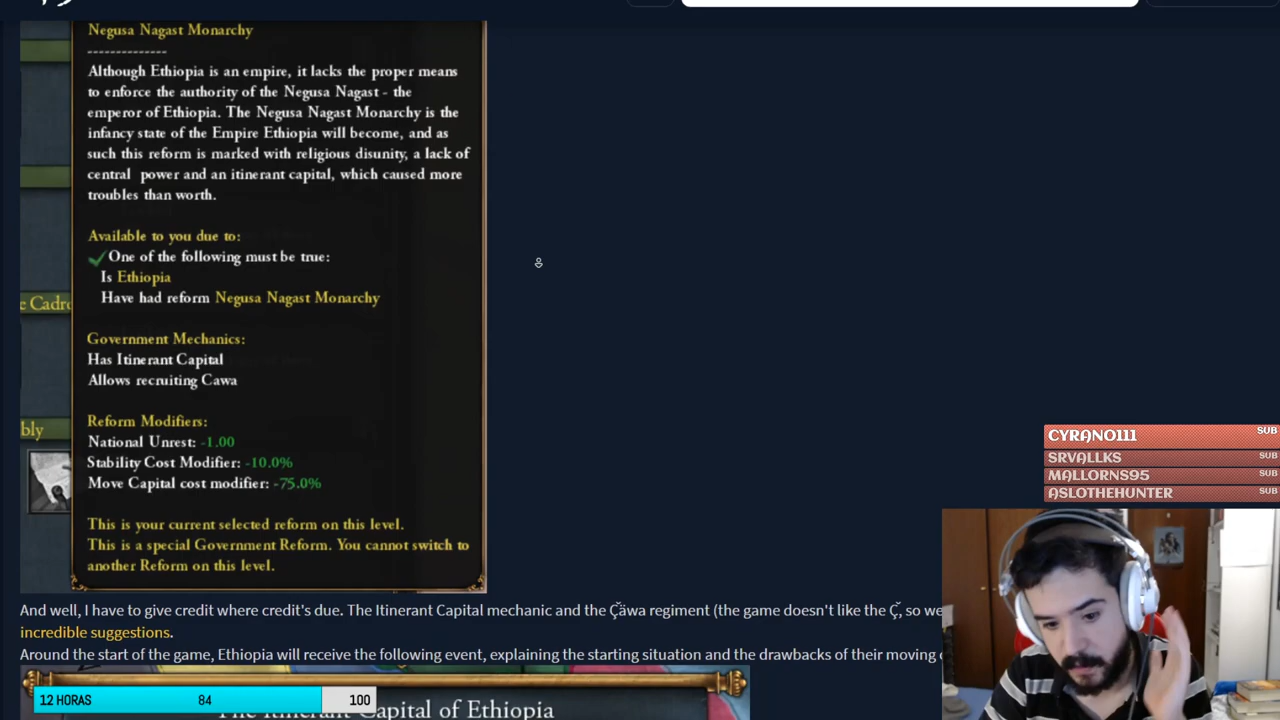 Negusa Nagast Monarchy
--------------
Although Ethiopia is an empire, it lacks the proper means
to enforce the authority of the Negusa Nagast - the
emperor of Ethiopia. The Negusa Nagast Monarchy is the
infancy state of the Empire Ethiopia will become, and as
such this reform is marked with religious disunity, a lack of
central power and an itinerant capital, which caused more
troubles than worth.
Available to you due to:
One of the following must be true:
Is Ethiopia
Have had reform Negusa Nagast Monarchy
e Cadre
Government Mechanics:
Has Itinerant Capital
Allows recruiting Cawa
Reform Modifiers:
bly
National Unrest: -1.00
Stability Cost Modifier: -10.0%
Move Capital cost modifier: -75.0%
This is your current selected reform on this level.
This is a special Government Reform. You cannot switch to
another Reform on this level.
CYRANO111 SUB
SRVALLKS SUB
MALLORNS95 SUB
ASLOTHEHUNTER SUB
And well, I have to give credit where credit's due. The Itinerant Capital mechanic and the Ç̌äwa regiment (the game doesn't like the Ç̌, so we
incredible suggestions.
Around the start of the game, Ethiopia will receive the following event, explaining the starting situation and the drawbacks of their moving
12 HORAS 84 100
The Itinerant Capital of Ethiopia